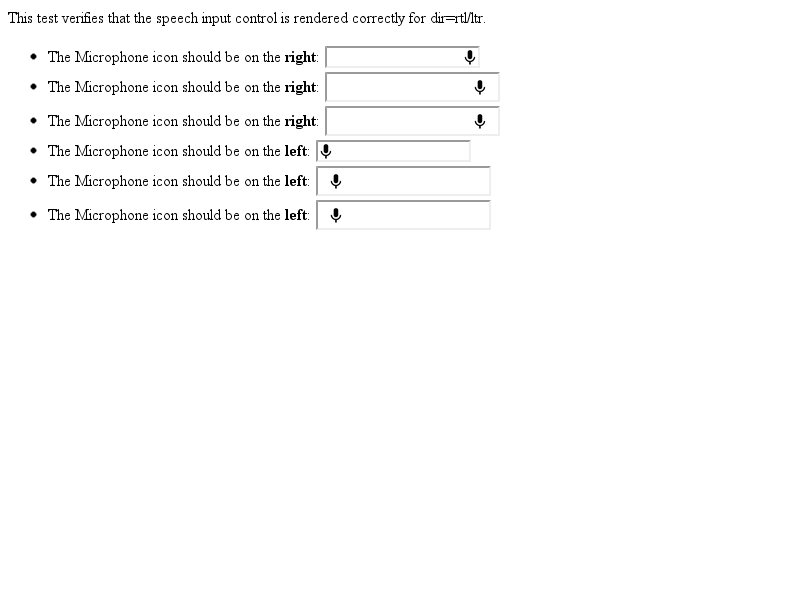 This test verifies that the speech input control is rendered correctly for dir=rtl/ltr.
The Microphone icon should be on the right:
The Microphone icon should be on the right:
The Microphone icon should be on the right:
The Microphone icon should be on the left:
The Microphone icon should be on the left:
The Microphone icon should be on the left: